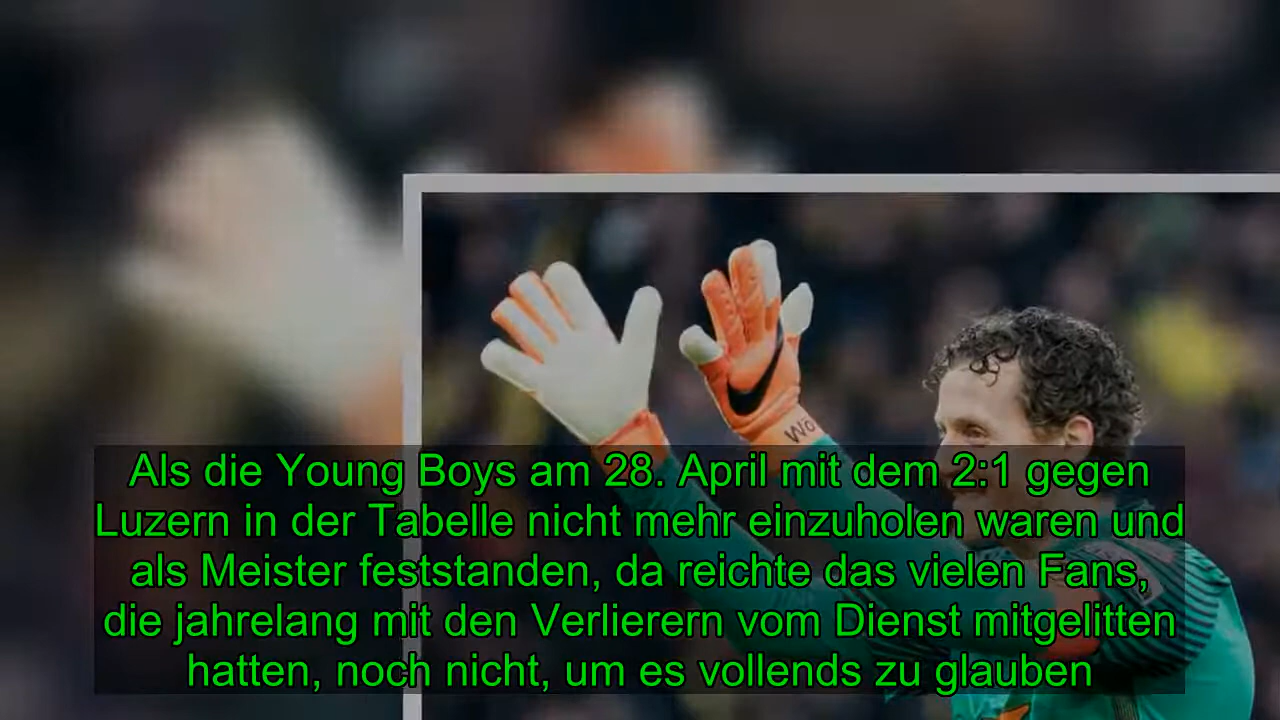 Wö
Als die Young Boys am 28. April mit dem 2:1 gegen
Luzern in der Tabelle nicht mehr einzuholen waren und
als Meister feststanden, da reichte das vielen Fans,
die jahrelang mit den Verlierern vom Dienst mitgelitten
hatten, noch nicht, um es vollends zu glauben